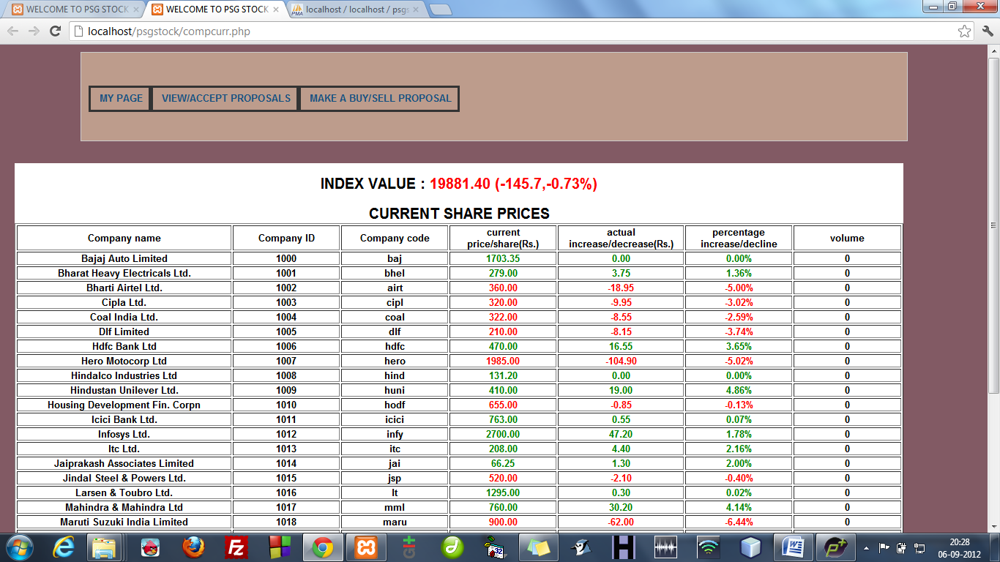 WELCOME TO PSG STOCK
WELCOME TO PSG STOCK
localhost / localhost / psgs
localhost/psgstock/compcurr.php
MY PAGE VIEW/ACCEPT PROPOSALS MAKE A BUY/SELL PROPOSAL
INDEX VALUE : 19881.40 (-145.7,-0.73%)
CURRENT SHARE PRICES
Company name Company ID Company code current price/share(Rs.) actual increase/decrease(Rs.) percentage increase/decline volume
Bajaj Auto Limited 1000 baj 1703.35 0.00 0.00% 0
Bharat Heavy Electricals Ltd. 1001 bhel 279.00 3.75 1.36% 0
Bharti Airtel Ltd. 1002 airt 360.00 -18.95 -5.00% 0
Cipla Ltd. 1003 cipl 320.00 -9.95 -3.02% 0
Coal India Ltd. 1004 coal 322.00 -8.55 -2.59% 0
Dlf Limited 1005 dlf 210.00 -8.15 -3.74% 0
Hdfc Bank Ltd 1006 hdfc 470.00 16.55 3.65% 0
Hero Motocorp Ltd 1007 hero 1985.00 -104.90 -5.02% 0
Hindalco Industries Ltd 1008 hind 131.20 0.00 0.00% 0
Hindustan Unilever Ltd. 1009 huni 410.00 19.00 4.86% 0
Housing Development Fin. Corpn 1010 hodf 655.00 -0.85 -0.13% 0
Icici Bank Ltd. 1011 icici 763.00 0.55 0.07% 0
Infosys Ltd. 1012 infy 2700.00 47.20 1.78% 0
Itc Ltd. 1013 itc 208.00 4.40 2.16% 0
Jaiprakash Associates Limited 1014 jai 66.25 1.30 2.00% 0
Jindal Steel & Powers Ltd. 1015 jsp 520.00 -2.10 -0.40% 0
Larsen & Toubro Ltd. 1016 lt 1295.00 0.30 0.02% 0
Mahindra & Mahindra Ltd 1017 mml 760.00 30.20 4.14% 0
Maruti Suzuki India Limited 1018 maru 900.00 -62.00 -6.44% 0
20:28
06-09-2012